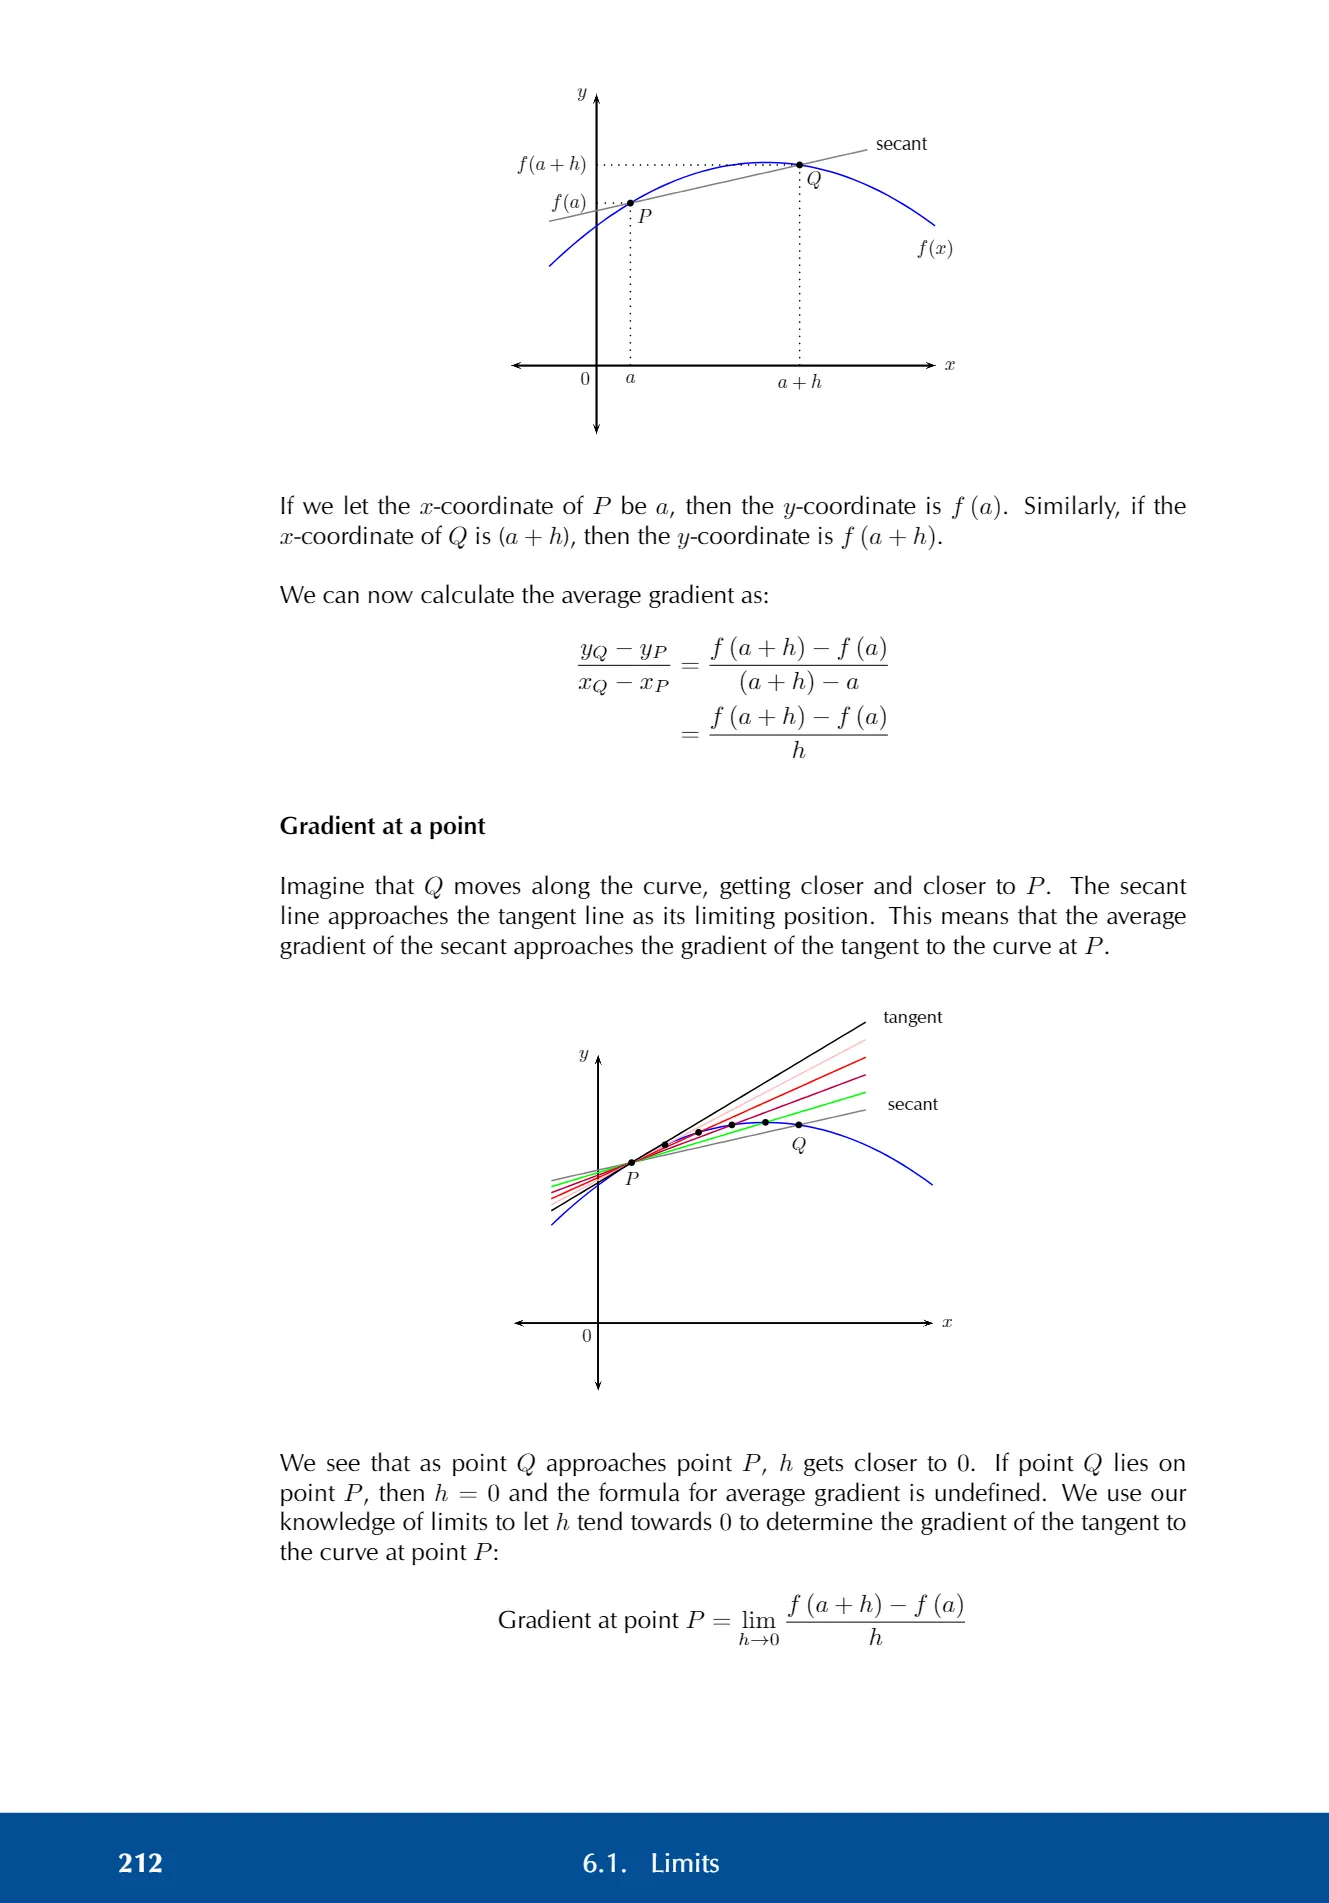 y
secant
f(a + h)
Q
f(a)
P
f(x)
x
0
a
a + h
If we let the x-coordinate of P be a, then the y-coordinate is f (a). Similarly, if the
x-coordinate of Q is (a + h), then the y-coordinate is f (a + h).
We can now calculate the average gradient as:
\frac{y_Q − y_P}{x_Q − x_P} = \frac{f (a + h) − f (a)}{(a + h) − a}
= \frac{f (a + h) − f (a)}{h}
Gradient at a point
Imagine that Q moves along the curve, getting closer and closer to P. The secant
line approaches the tangent line as its limiting position. This means that the average
gradient of the secant approaches the gradient of the tangent to the curve at P.
tangent
y
secant
Q
P
x
0
We see that as point Q approaches point P, h gets closer to 0. If point Q lies on
point P, then h = 0 and the formula for average gradient is undefined. We use our
knowledge of limits to let h tend towards 0 to determine the gradient of the tangent to
the curve at point P:
Gradient at point P = \lim_{h→0} \frac{f (a + h) − f (a)}{h}
212 6.1. Limits